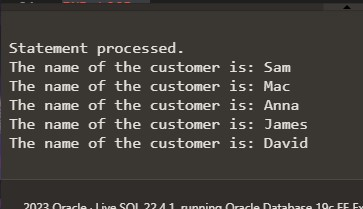 Statement processed.
The name of the customer is: Sam
The name of the customer is: Mac
The name of the customer is: Anna
The name of the customer is: James
The name of the customer is: David
2023 Oracle · Live SQL 22.4.1, running Oracle Database 19c EE Ex